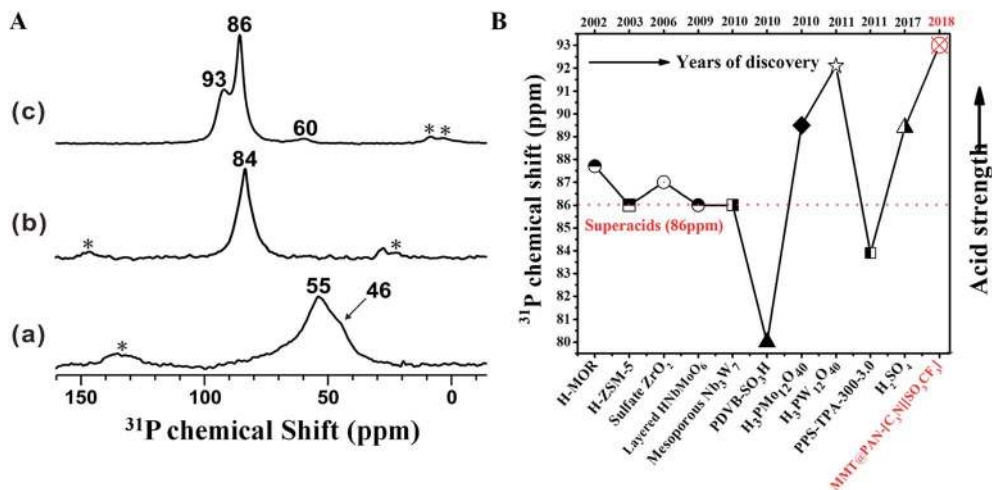 A
86
93
60
* *
(c)
84
*
*
(b)
55
46
*
(a)
150 100 50 0
³¹P chemical Shift (ppm)
B
2002 2003 2006 2009 2010 2010 2010 2011 2011 2017 2018
Years of discovery
93
92
91
90
89
88
87
86
85
84
83
82
81
80
Superacids (86ppm)
³¹P chemical shift (ppm)
Acid strength
H-MOR
H-ZSM-5
Sulfate ZrO₂
Layered HNbMoO₆
Mesoporous Nb₃W₇
PDVB-SO₃H
H₃PMo₁₂O₄₀
H₃PW₁₂O₄₀
PPS-TPA-300-3.0
H₂SO₄
MMT@PAN-[C₃N][SO₃CF₃]